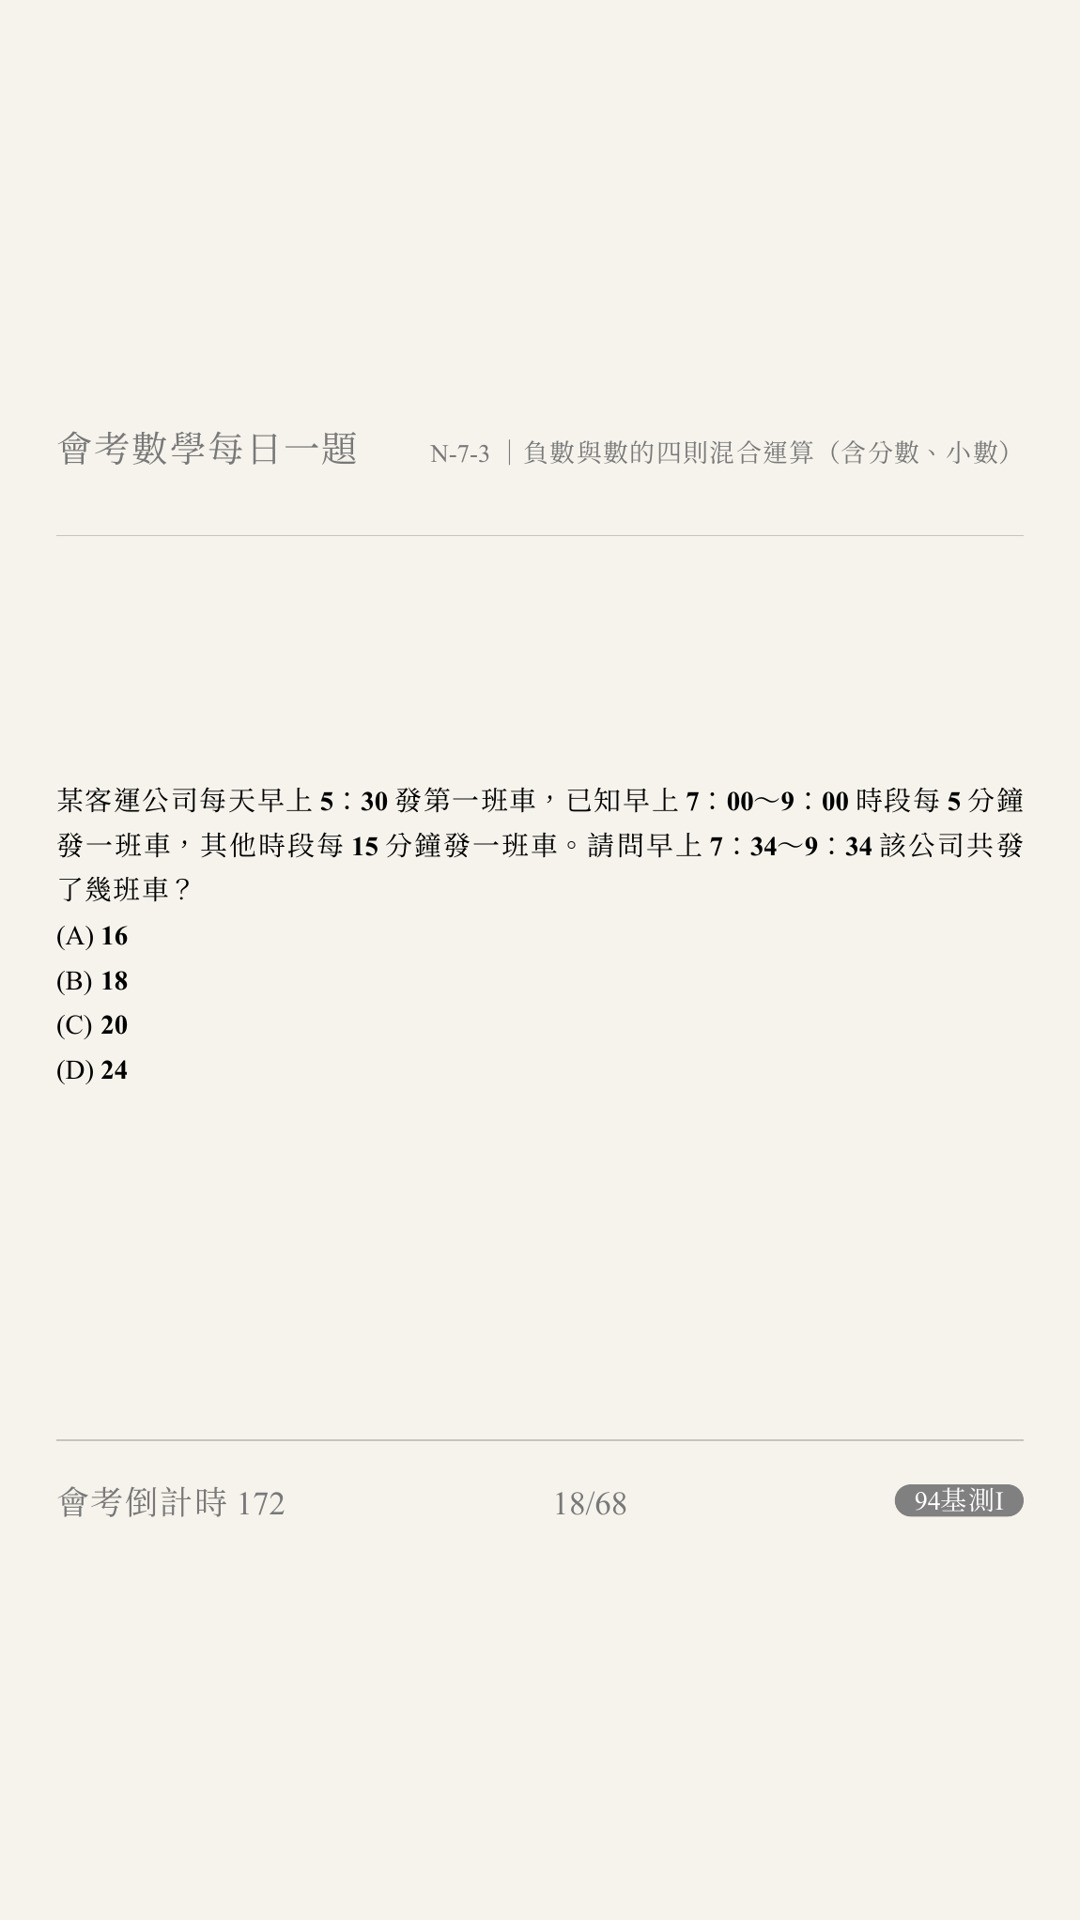 會考數學每日一題
N-7-3｜負數與數的四則混合運算（含分數、小數）
某客運公司每天早上 5：30 發第一班車，已知早上 7：00～9：00 時段每 5 分鐘
發一班車，其他時段每 15 分鐘發一班車。請問早上 7：34～9：34 該公司共發
了幾班車？
(A) 16
(B) 18
(C) 20
(D) 24
會考倒計時 172
18/68
94基測I